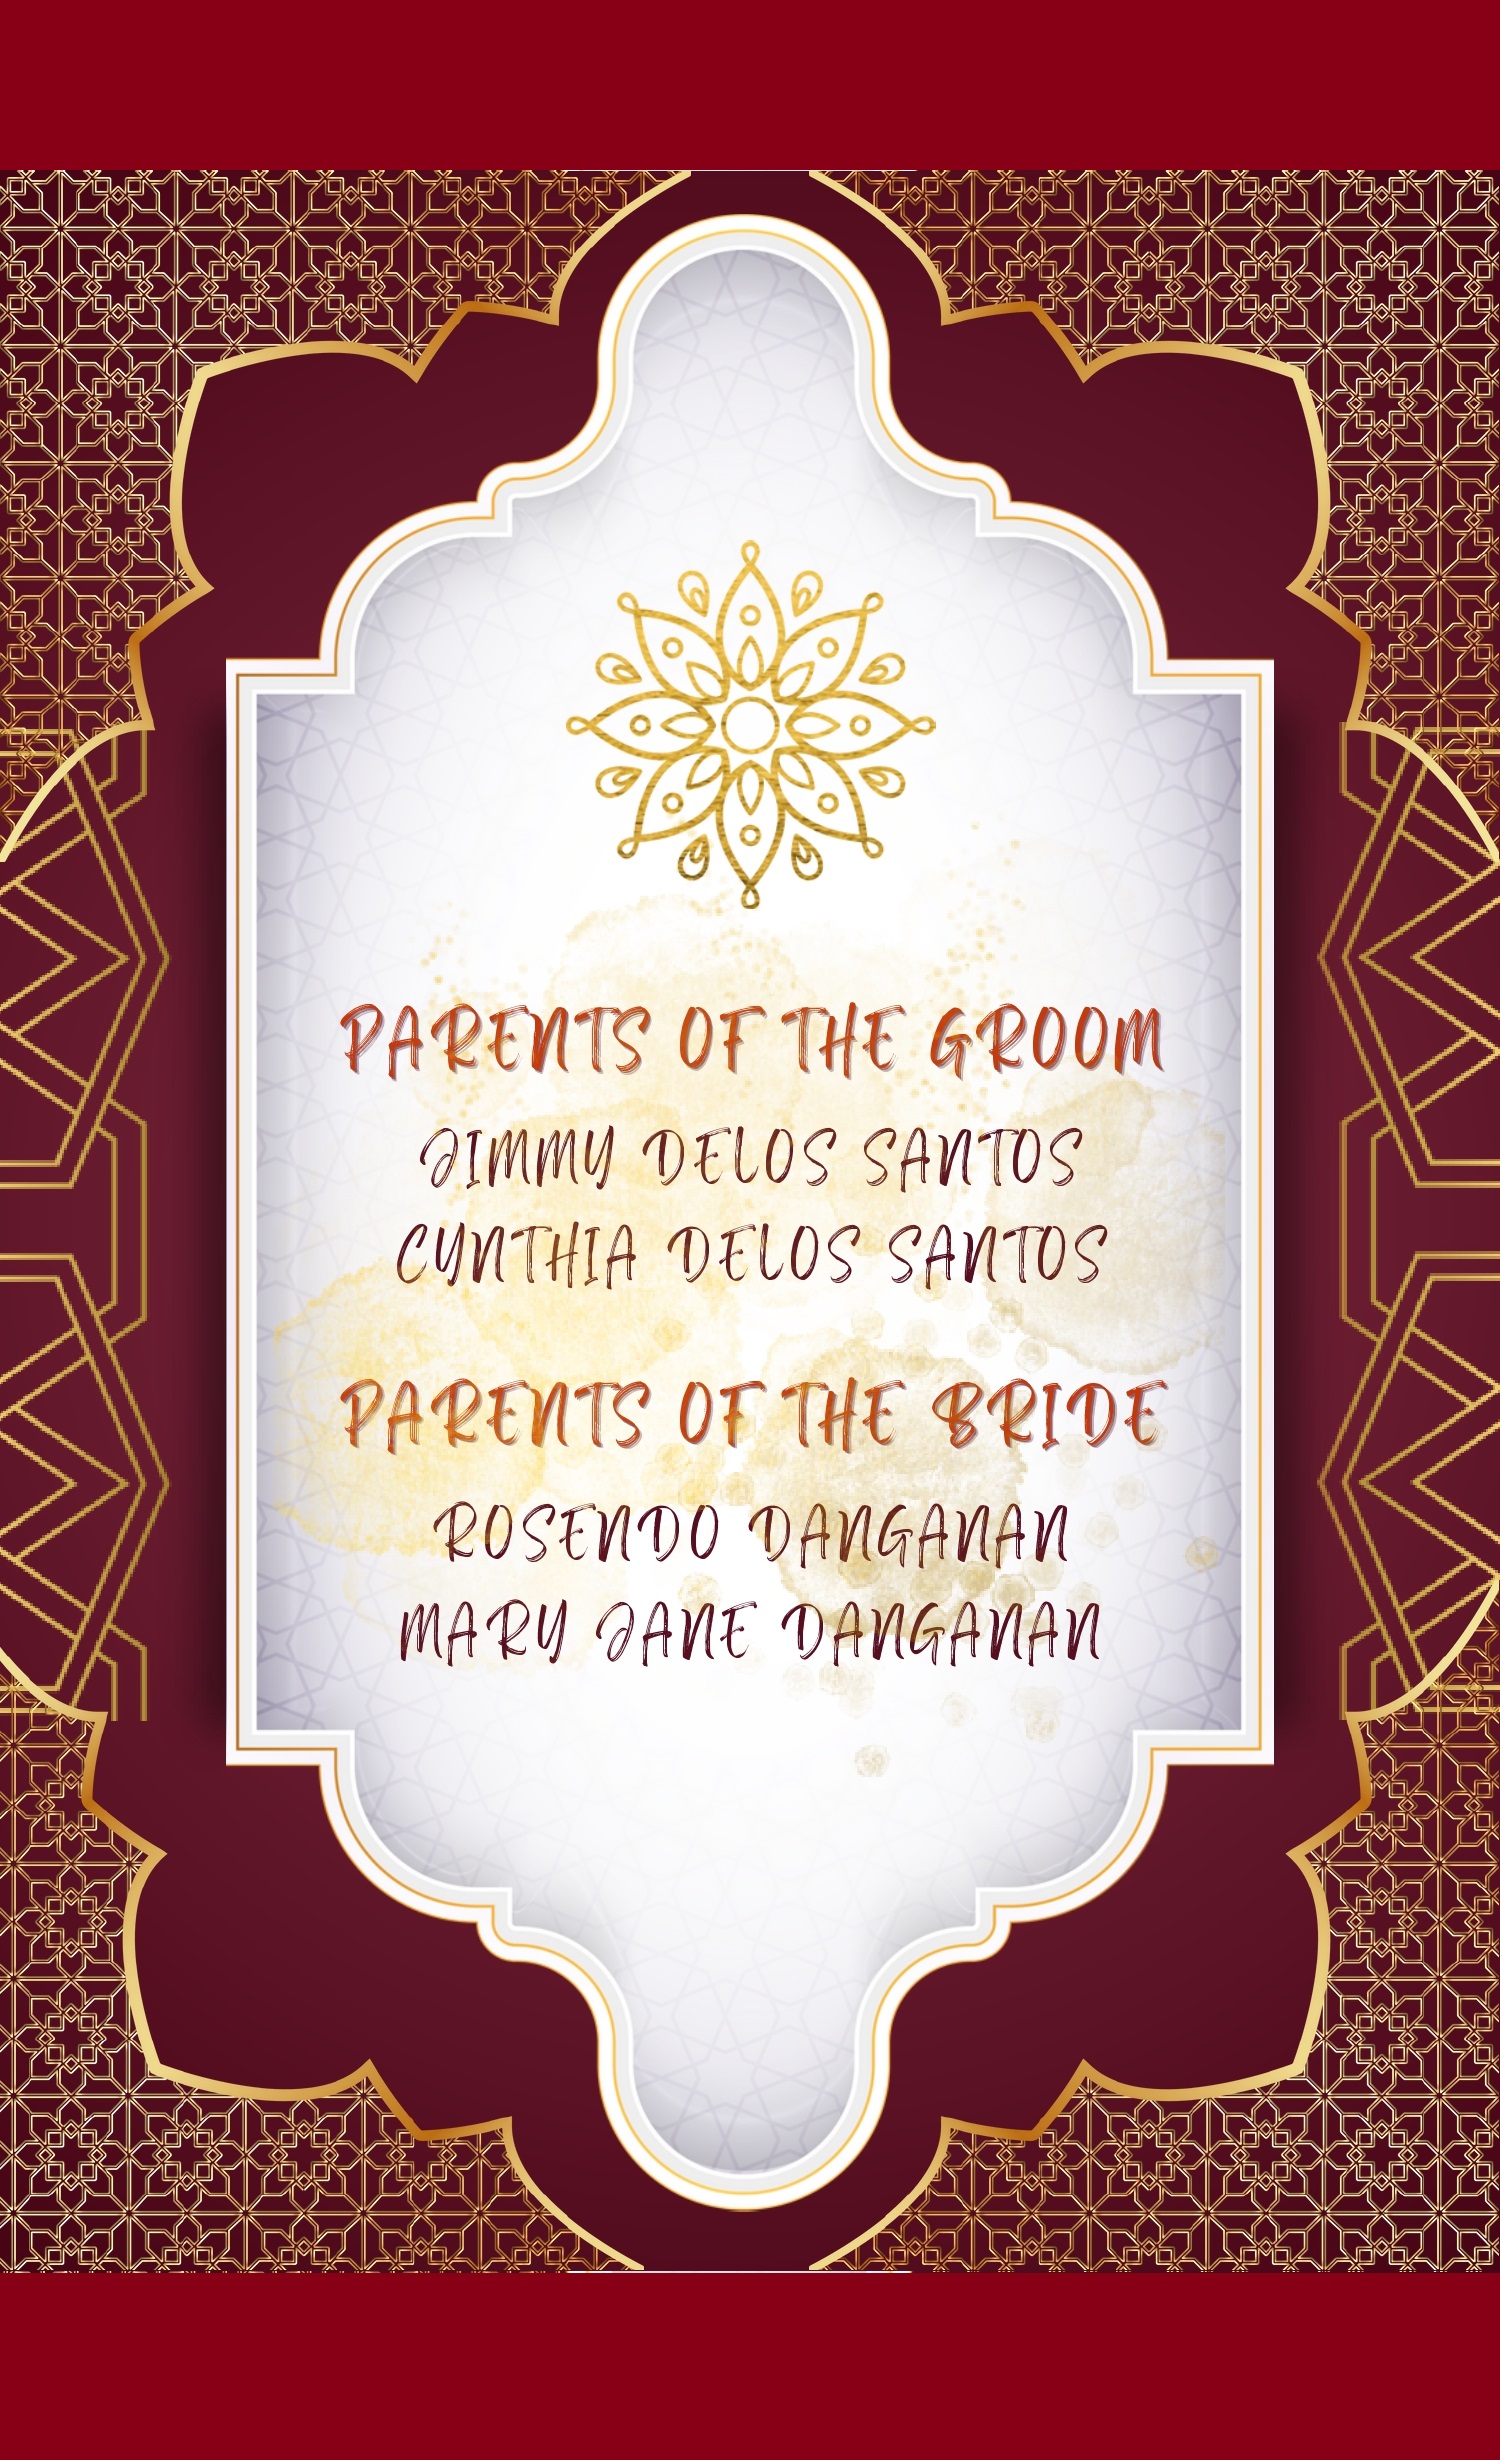 PARENTS OF THE GROOM
JIMMY DELOS SANTOS
CYNTHIA DELOS SANTOS
PARENTS OF THE BRIDE
ROSENDO DANGANAN
MARY JANE DANGANAN